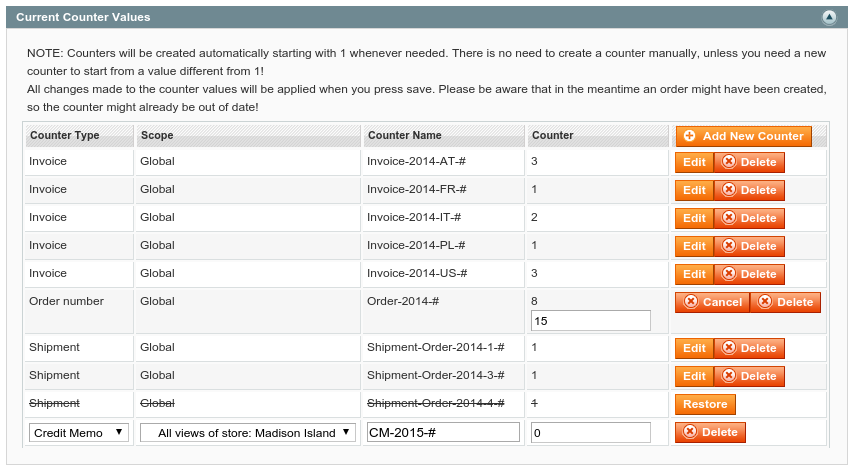 Current Counter Values
NOTE: Counters will be created automatically starting with 1 whenever needed. There is no need to create a counter manually, unless you need a new
counter to start from a value different from 1!
All changes made to the counter values will be applied when you press save. Please be aware that in the meantime an order might have been created,
so the counter might already be out of date!
Counter Type Scope Counter Name Counter Add New Counter
Invoice Global Invoice-2014-AT-# 3 Edit Delete
Invoice Global Invoice-2014-FR-# 1 Edit Delete
Invoice Global Invoice-2014-IT-# 2 Edit Delete
Invoice Global Invoice-2014-PL-# 1 Edit Delete
Invoice Global Invoice-2014-US-# 3 Edit Delete
Order number Global Order-2014-# 8 Cancel Delete
15
Shipment Global Shipment-Order-2014-1-# 1 Edit Delete
Shipment Global Shipment-Order-2014-3-# 1 Edit Delete
Shipment Global Shipment-Order-2014-4-# 1 Restore
Credit Memo All views of store: Madison Island CM-2015-# 0 Delete